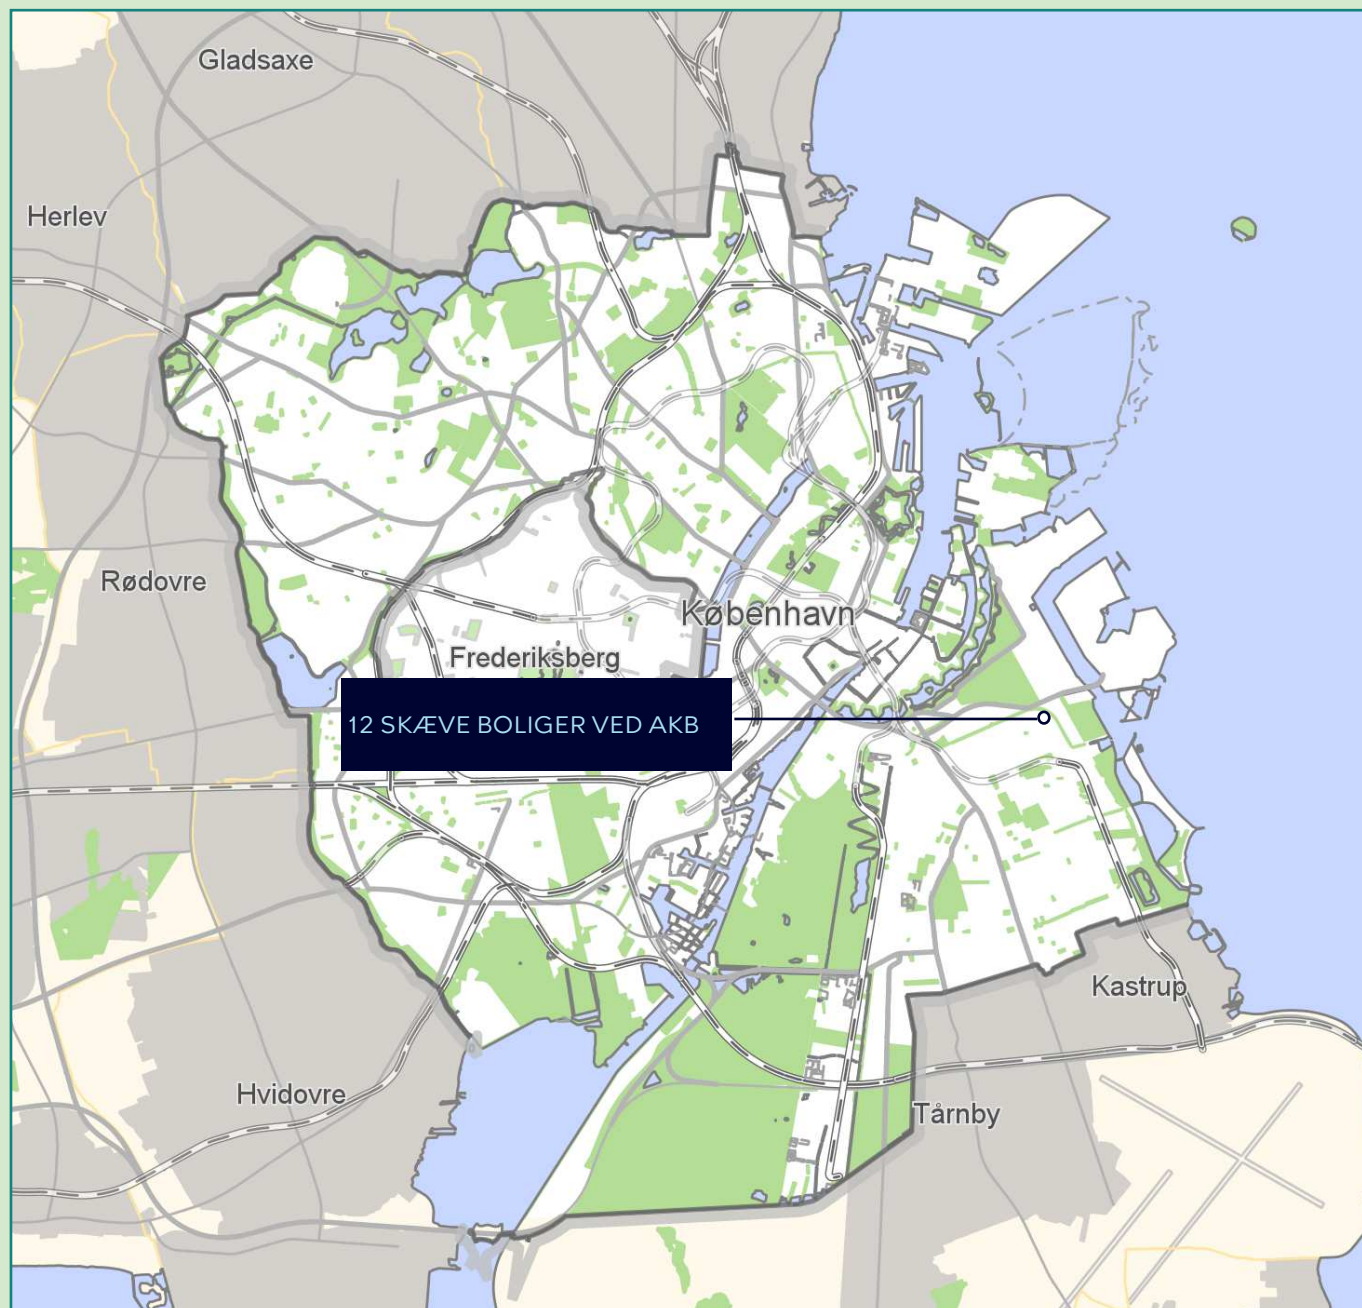 Gladsaxe
Herlev
Rødovre
København
Frederiksberg
12 SKÆVE BOLIGER VED AKB
Kastrup
Hvidovre
Tårnby